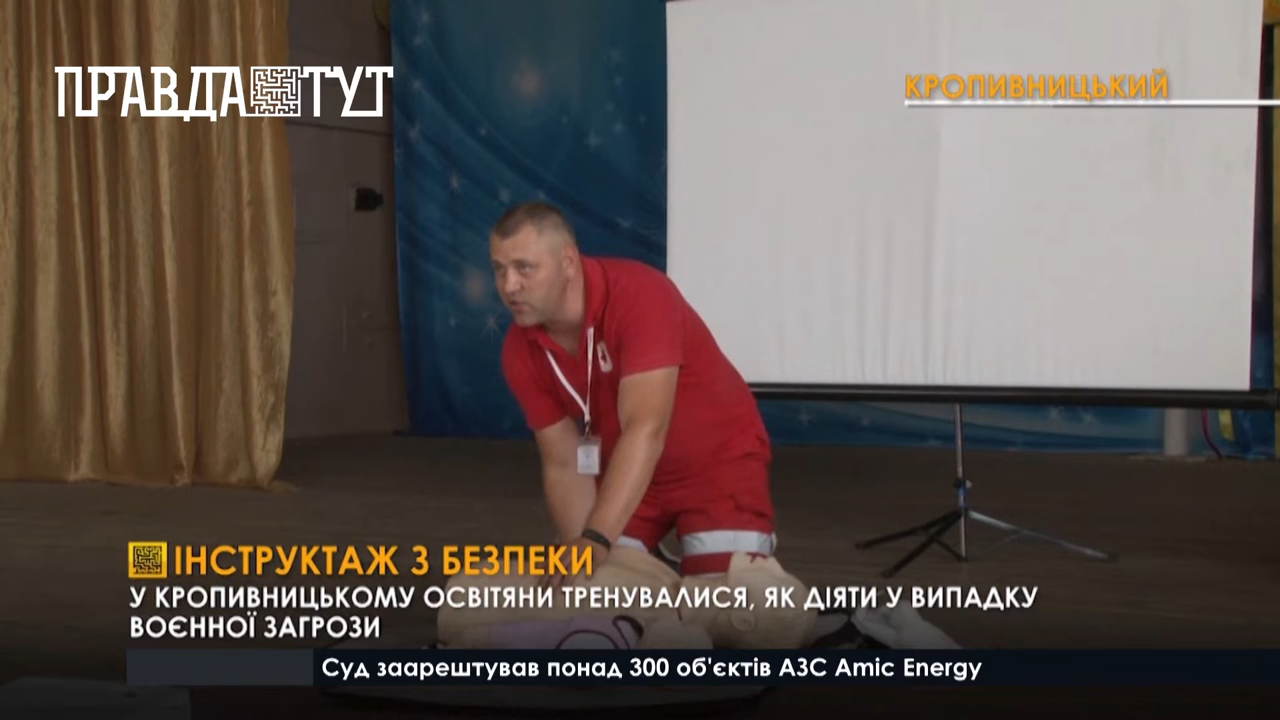 ПРАВДА ТУТ
КРОПИВНИЦЬКИЙ
ІНСТРУКТАЖ З БЕЗПЕКИ
У КРОПИВНИЦЬКОМУ ОСВІТЯНИ ТРЕНУВАЛИСЯ, ЯК ДІЯТИ У ВИПАДКУ
ВОЄННОЇ ЗАГРОЗИ
Суд заарештував понад 300 об'єктів АЗС Amic Energy